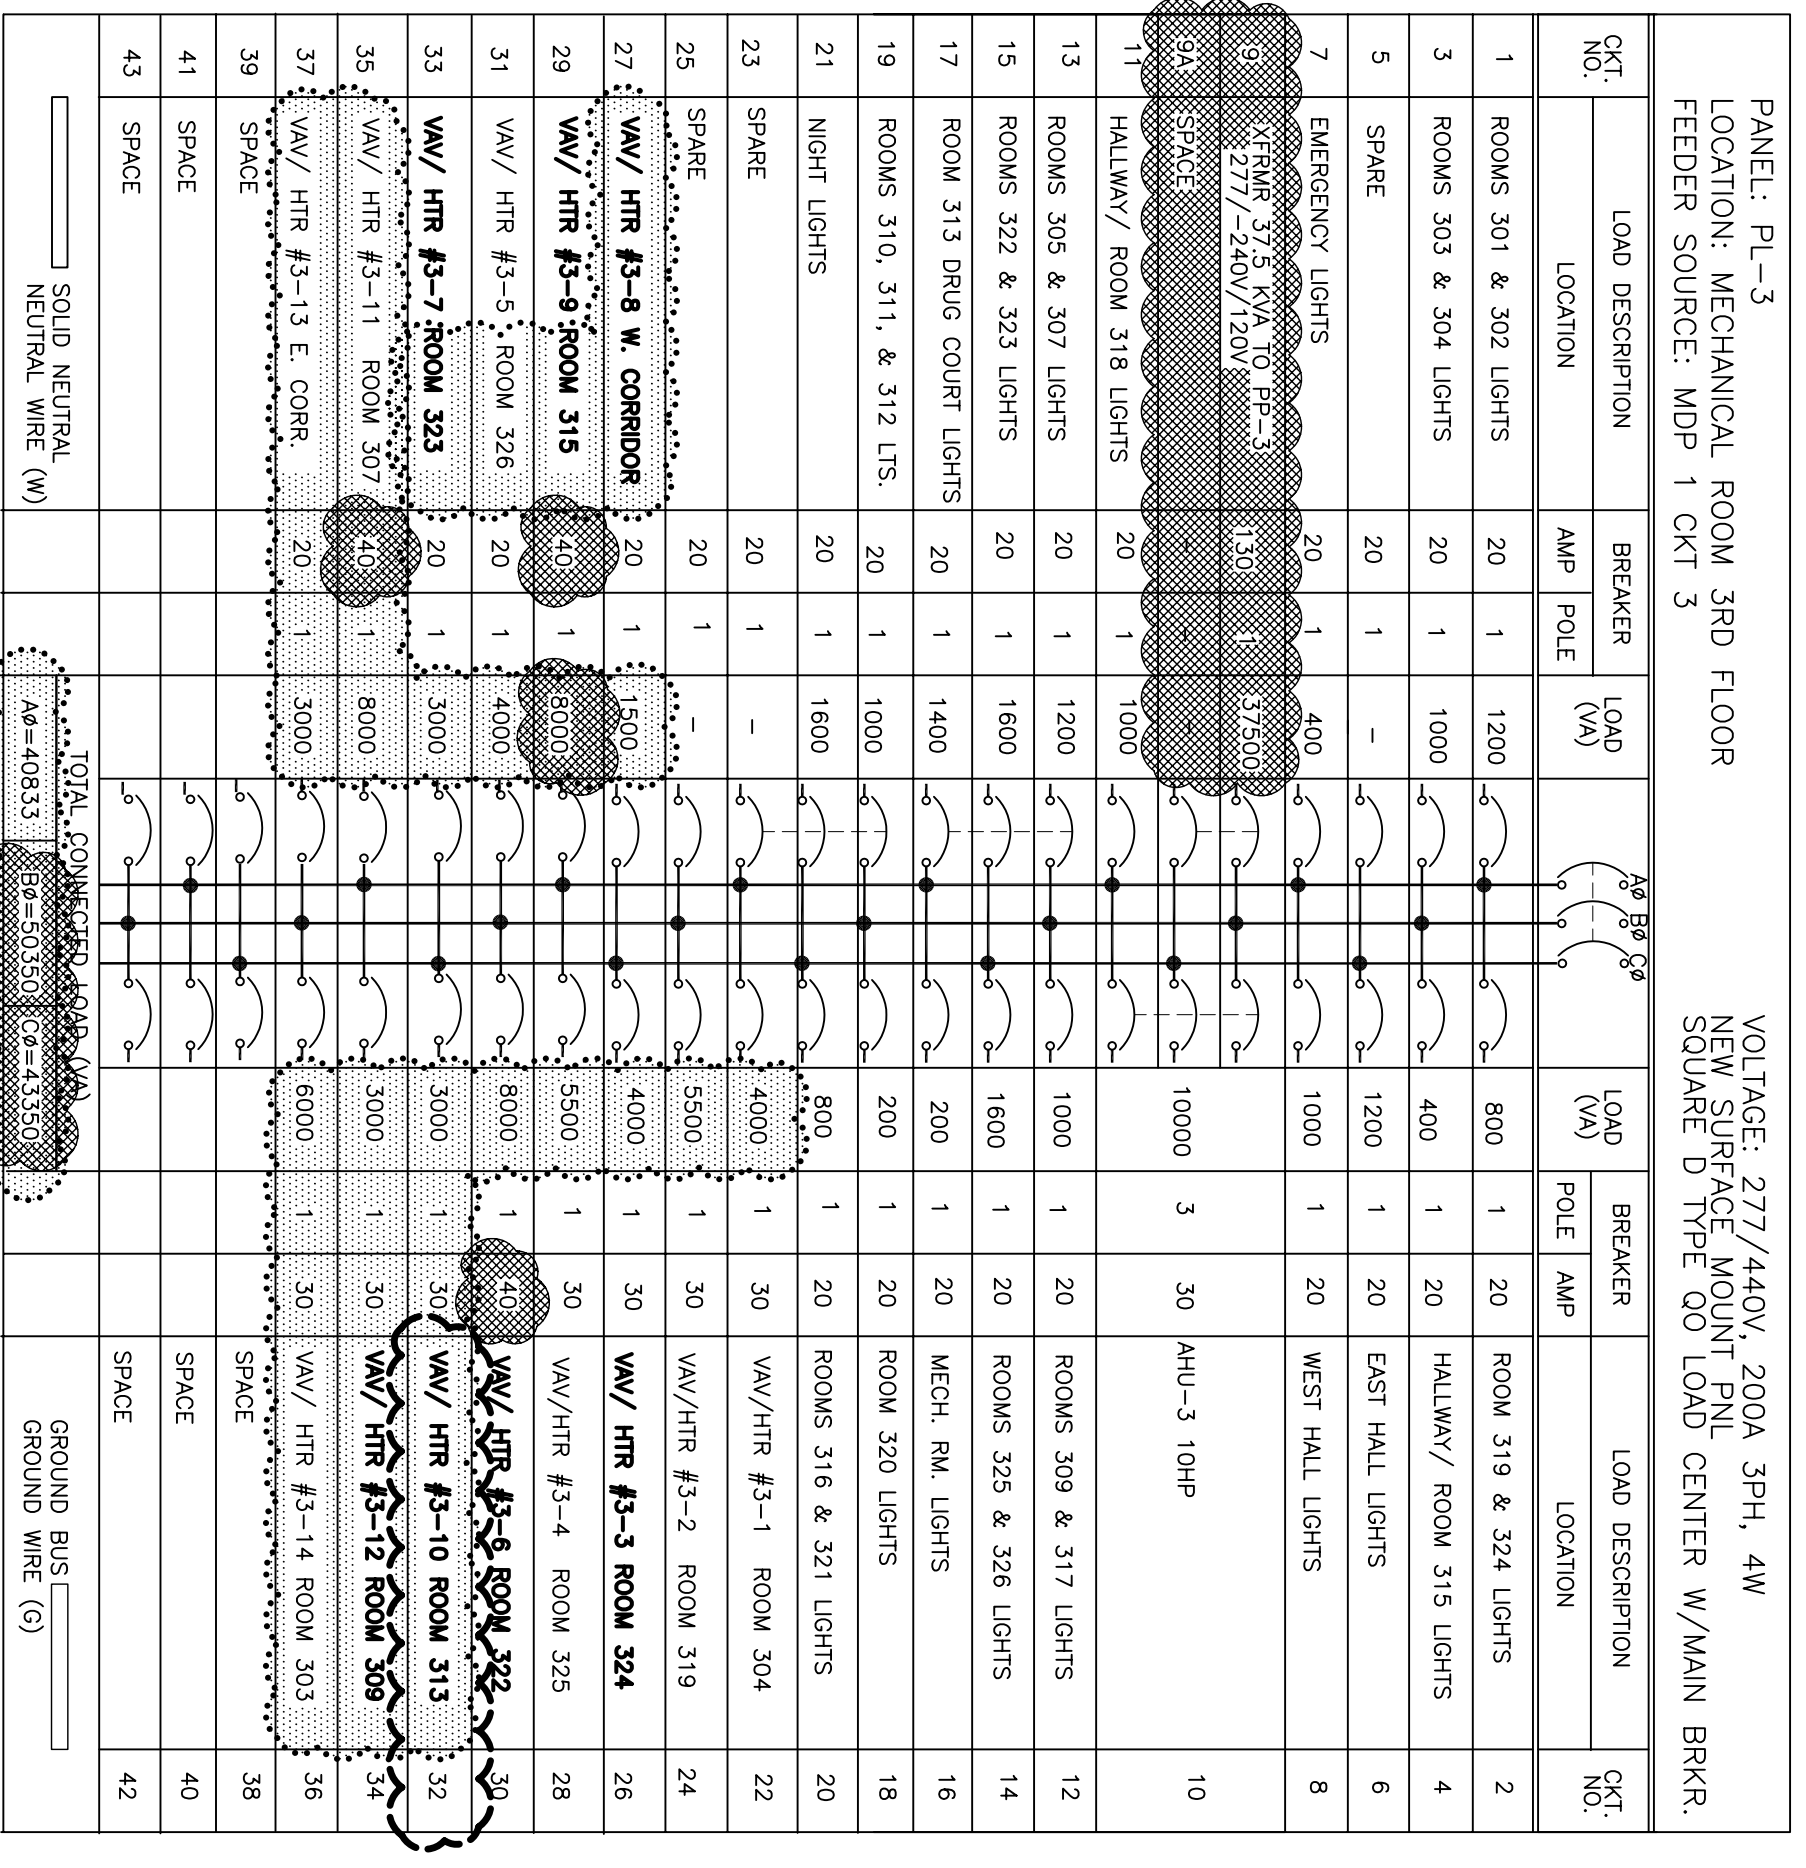 PANEL: PL-3
LOCATION: MECHANICAL ROOM 3RD FLOOR
FEEDER SOURCE: MDP 1 CKT 3
VOLTAGE: 277/440V, 200A 3PH, 4W
NEW SURFACE MOUNT PNL
SQUARE D TYPE QO LOAD CENTER W/MAIN BRKR.
CKT. NO. LOAD DESCRIPTION LOCATION BREAKER AMP POLE LOAD (VA) AØ BØ CØ LOAD (VA) BREAKER POLE AMP LOAD DESCRIPTION LOCATION CKT. NO.
1 ROOMS 301 & 302 LIGHTS 20 1 1200 800 1 20 ROOM 319 & 324 LIGHTS 2
3 ROOMS 303 & 304 LIGHTS 20 1 1000 400 1 20 HALLWAY/ ROOM 315 LIGHTS 4
5 SPARE 20 1 - 1200 1 20 EAST HALL LIGHTS 6
7 EMERGENCY LIGHTS 20 1 400 1000 1 20 WEST HALL LIGHTS 8
9 XFRMR 37.5 KVA TO PP-3 277/-240V/120V 130 1 37500 10000 3 30 AHU-3 10HP 10
9A SPACE - - -
11 HALLWAY/ ROOM 318 LIGHTS 20 1 1000
13 ROOMS 305 & 307 LIGHTS 20 1 1200 1000 1 20 ROOMS 309 & 317 LIGHTS 12
15 ROOMS 322 & 323 LIGHTS 20 1 1600 1600 1 20 ROOMS 325 & 326 LIGHTS 14
17 ROOM 313 DRUG COURT LIGHTS 20 1 1400 200 1 20 MECH. RM. LIGHTS 16
19 ROOMS 310, 311, & 312 LTS. 20 1 1000 200 1 20 ROOM 320 LIGHTS 18
21 NIGHT LIGHTS 20 1 1600 800 1 20 ROOMS 316 & 321 LIGHTS 20
23 SPARE 20 1 - 4000 1 30 VAV/HTR #3-1 ROOM 304 22
25 SPARE 20 1 - 5500 1 30 VAV/HTR #3-2 ROOM 319 24
27 VAV/ HTR #3-8 W. CORRIDOR 20 1 1500 4000 1 30 VAV/ HTR #3-3 ROOM 324 26
29 VAV/ HTR #3-9 ROOM 315 40 1 8000 5500 1 30 VAV/HTR #3-4 ROOM 325 28
31 VAV/ HTR #3-5 ROOM 326 20 1 4000 8000 1 40 VAV/ HTR #3-6 ROOM 322 30
33 VAV/ HTR #3-7 ROOM 323 20 1 3000 3000 1 30 VAV/ HTR #3-10 ROOM 313 32
35 VAV/ HTR #3-11 ROOM 307 40 1 8000 3000 1 30 VAV/ HTR #3-12 ROOM 309 34
37 VAV/ HTR #3-13 E. CORR. 20 1 3000 6000 1 30 VAV/ HTR #3-14 ROOM 303 36
39 SPACE SPACE 38
41 SPACE SPACE 40
43 SPACE SPACE 42
SOLID NEUTRAL
NEUTRAL WIRE (W)
TOTAL CONNECTED LOAD (VA)
AØ=40833 BØ=50350 CØ=43350
GROUND BUS
GROUND WIRE (G)